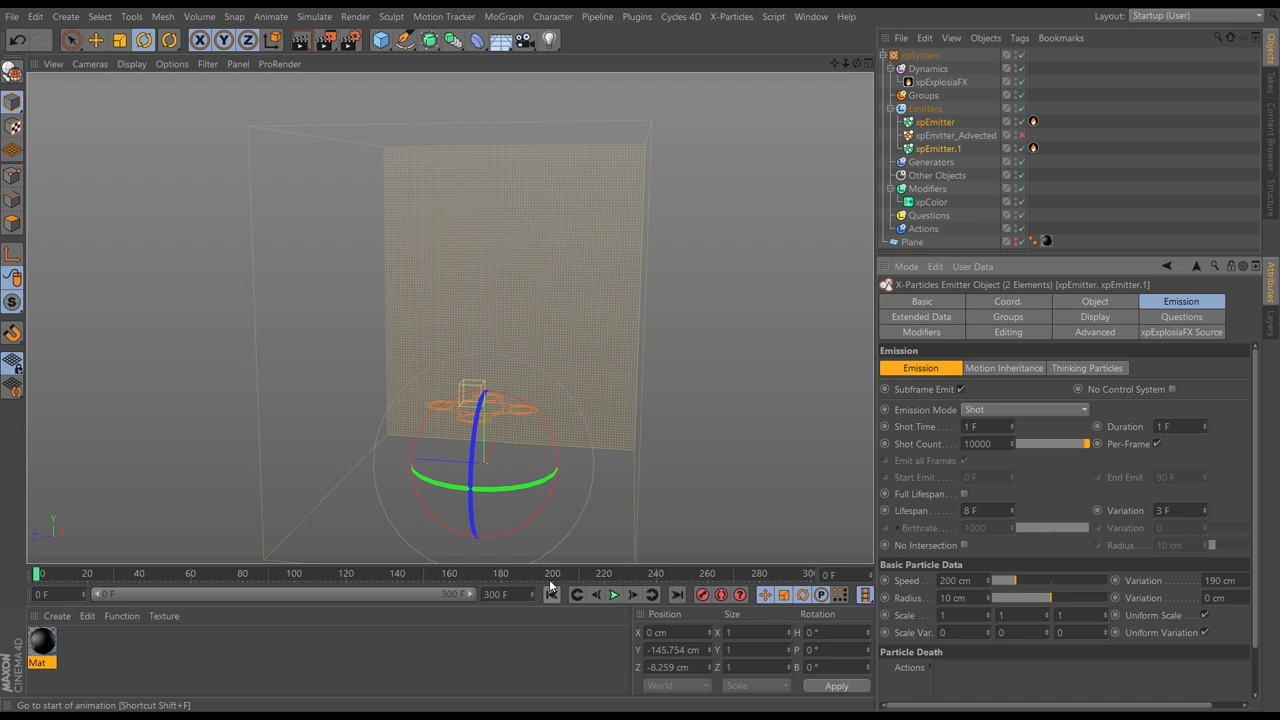 File Edit Create Select Tools Mesh Volume Snap Animate Simulate Render Sculpt Motion Tracker MoGraph Character Pipeline Plugins Cycles 4D X-Particles Script Window Help Layout: Startup (User)
X Y Z
View Cameras Display Options Filter Panel ProRender
File Edit View Objects Tags Bookmarks
xpSystem
Dynamics
xpExplosiaFX
Groups
Emitters
xpEmitter
xpEmitter_Advected
xpEmitter.1
Generators
Other Objects
Modifiers
xpColor
Questions
Actions
Plane
Objects
Takes
Content Browser
Structure
Attributes
Layers
Mode Edit User Data
X-Particles Emitter Object (2 Elements) [xpEmitter, xpEmitter.1]
Basic Coord. Object Emission
Extended Data Groups Display Questions
Modifiers Editing Advanced xpExplosiaFX Source
Emission
Emission Motion Inheritance Thinking Particles
Subframe Emit No Control System
Emission Mode Shot
Shot Time 1 F Duration 1 F
Shot Count 10000 Per-Frame
Emit all Frames
Start Emit 0 F End Emit 90 F
Full Lifespan
Lifespan 8 F Variation 3 F
Birthrate 1000 Variation 0
No Intersection Radius 10 cm
Basic Particle Data
Speed 200 cm Variation 190 cm
Radius 10 cm Variation 0 cm
Scale 1 1 1 Uniform Scale
Scale Var. 0 0 0 Uniform Variation
Particle Death
Actions
Y
Z X
0 20 40 60 80 100 120 140 160 180 200 220 240 260 280 30 0 F
0 F 0 F 300 F 300 F
P
Create Edit Function Texture
Mat
Position Size Rotation
X 0 cm X 1 H 0 °
Y -145.754 cm Y 1 P 0 °
Z -8.259 cm Z 1 B 0 °
World Scale Apply
MAXON CINEMA4D
Go to start of animation [Shortcut Shift+F]